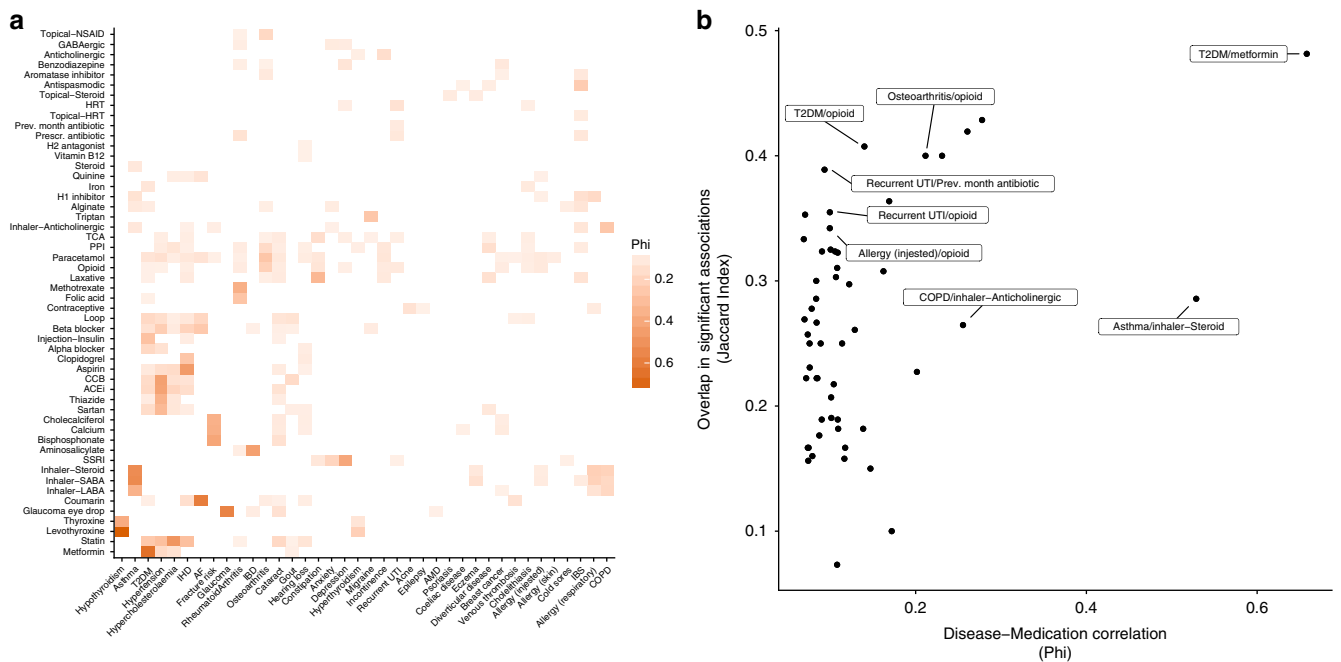 a
Topical−NSAID
GABAergic
Anticholinergic
Benzodiazepine
Aromatase inhibitor
Antispasmodic
Topical−Steroid
HRT
Topical−HRT
Prev. month antibiotic
Prescr. antibiotic
H2 antagonist
Vitamin B12
Steroid
Quinine
Iron
H1 inhibitor
Alginate
Triptan
Inhaler−Anticholinergic
TCA
PPI
Paracetamol
Opioid
Laxative
Methotrexate
Folic acid
Contraceptive
Loop
Beta blocker
Injection−Insulin
Alpha blocker
Clopidogrel
Aspirin
CCB
ACEi
Thiazide
Sartan
Cholecalciferol
Calcium
Bisphosphonate
Aminosalicylate
SSRI
Inhaler−Steroid
Inhaler−SABA
Inhaler−LABA
Coumarin
Glaucoma eye drop
Thyroxine
Levothyroxine
Statin
Metformin
Hypothyroidism
Asthma
T2DM
Hypertension
Hypercholesterolaemia
IHD
AF
Fracture risk
Glaucoma
RheumatoidArthritis
IBD
Osteoarthritis
Cataract
Gout
Hearing loss
Constipation
Anxiety
Depression
Hyperthyroidism
Migraine
Incontinence
Recurrent UTI
Acne
Epilepsy
AMD
Psoriasis
Coeliac disease
Eczema
Diverticular disease
Breast cancer
Venous thrombosis
Cholelithiasis
Allergy (injected)
Allergy (skin)
Cold sores
IBS
Allergy (respiratory)
COPD
Phi
0.2
0.4
0.6
b
Overlap in significant associations
(Jaccard Index)
0.5
0.4
0.3
0.2
0.1
T2DM/metformin
Osteoarthritis/opioid
T2DM/opioid
Recurrent UTI/Prev. month antibiotic
Recurrent UTI/opioid
Allergy (injected)/opioid
COPD/inhaler−Anticholinergic
Asthma/inhaler−Steroid
0.2
0.4
0.6
Disease−Medication correlation
(Phi)